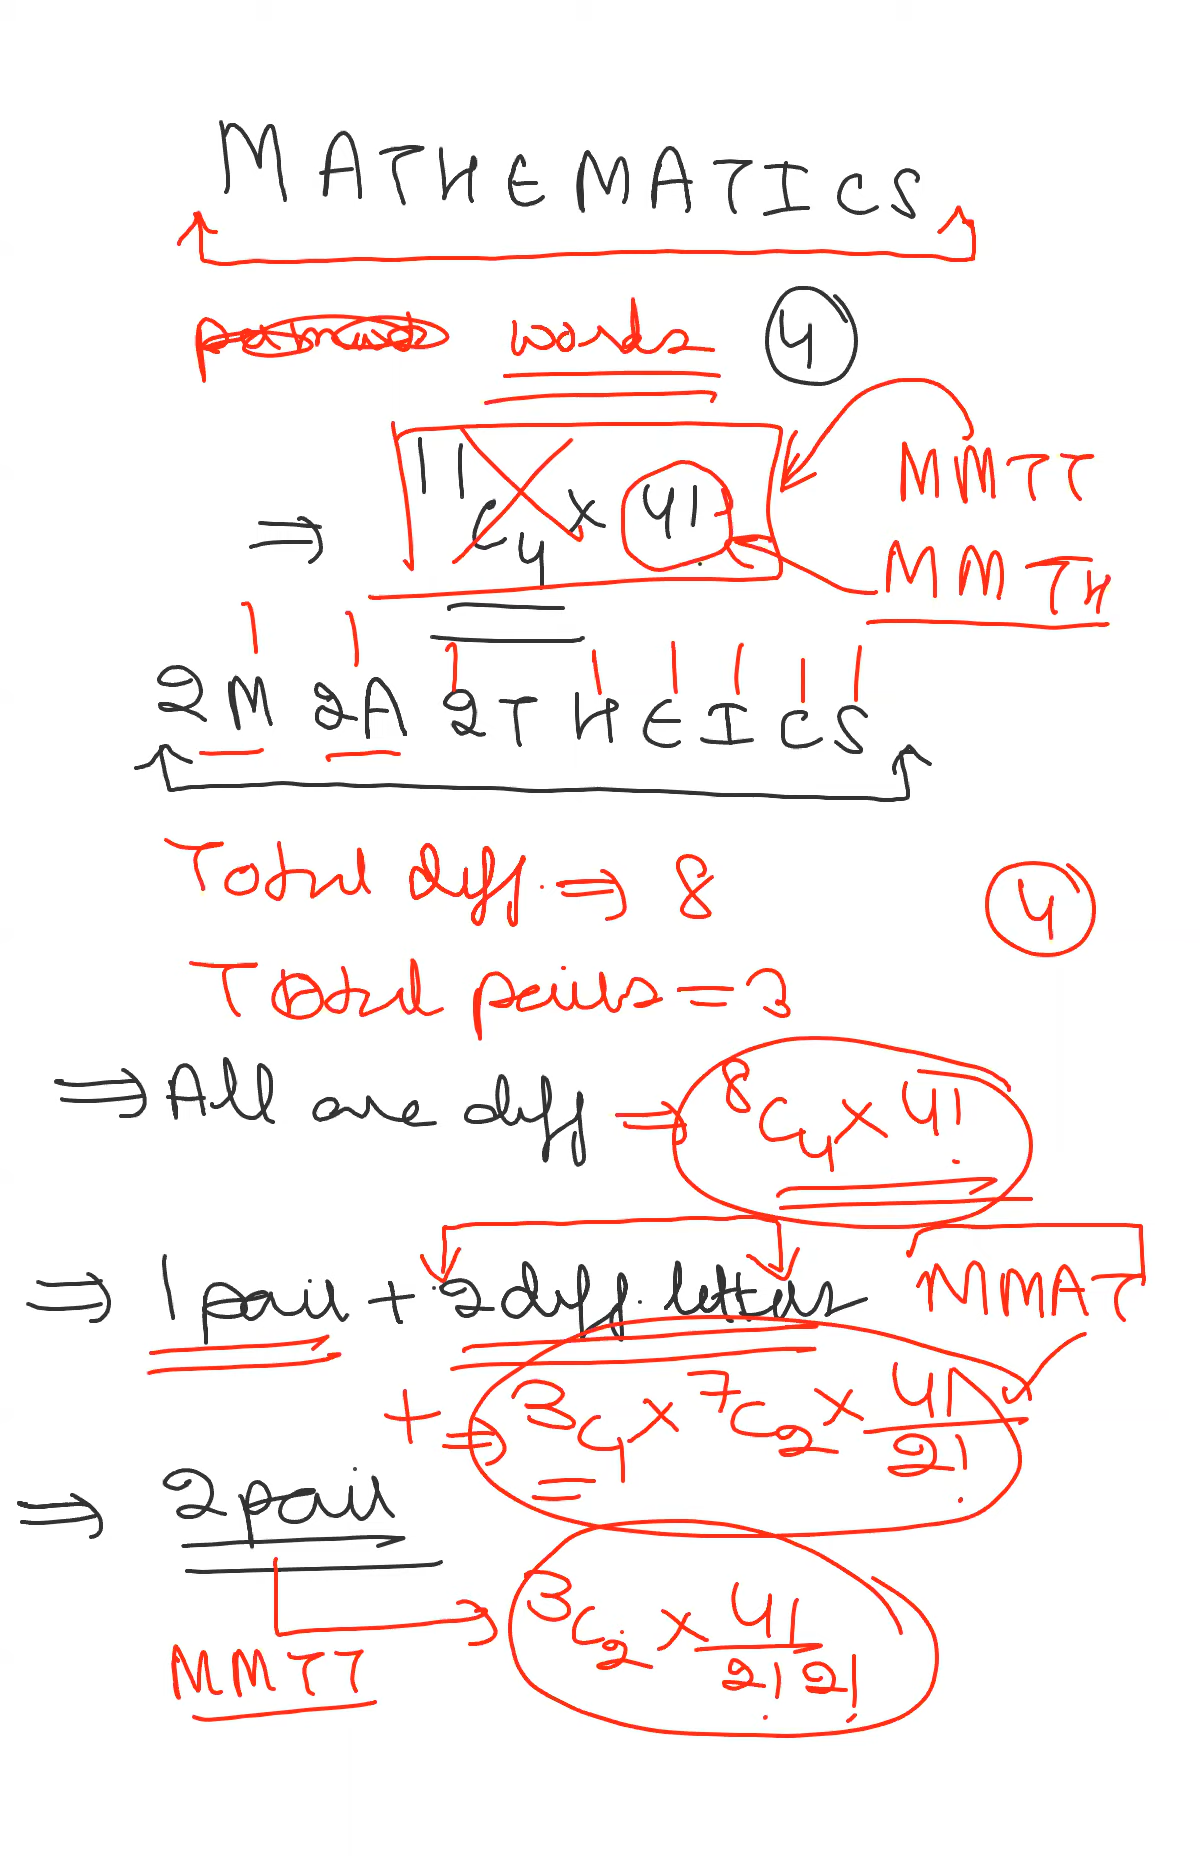 MATHEMATICS
words 4
⇒ ¹¹C₄ × 4! MMTT
MMTH
2M 2A 2T H E I C S
Total diff. ⇒ 8
4
Total pairs = 3
⇒ All are diff ⇒ ⁸C₄ × 4!
⇒ 1 pair + 2 diff. letters MMAT
+ ⇒ ³C₁ × ⁷C₂ × 4!/2!
⇒ 2 pair
³C₂ × 4!/2!2!
MMTT